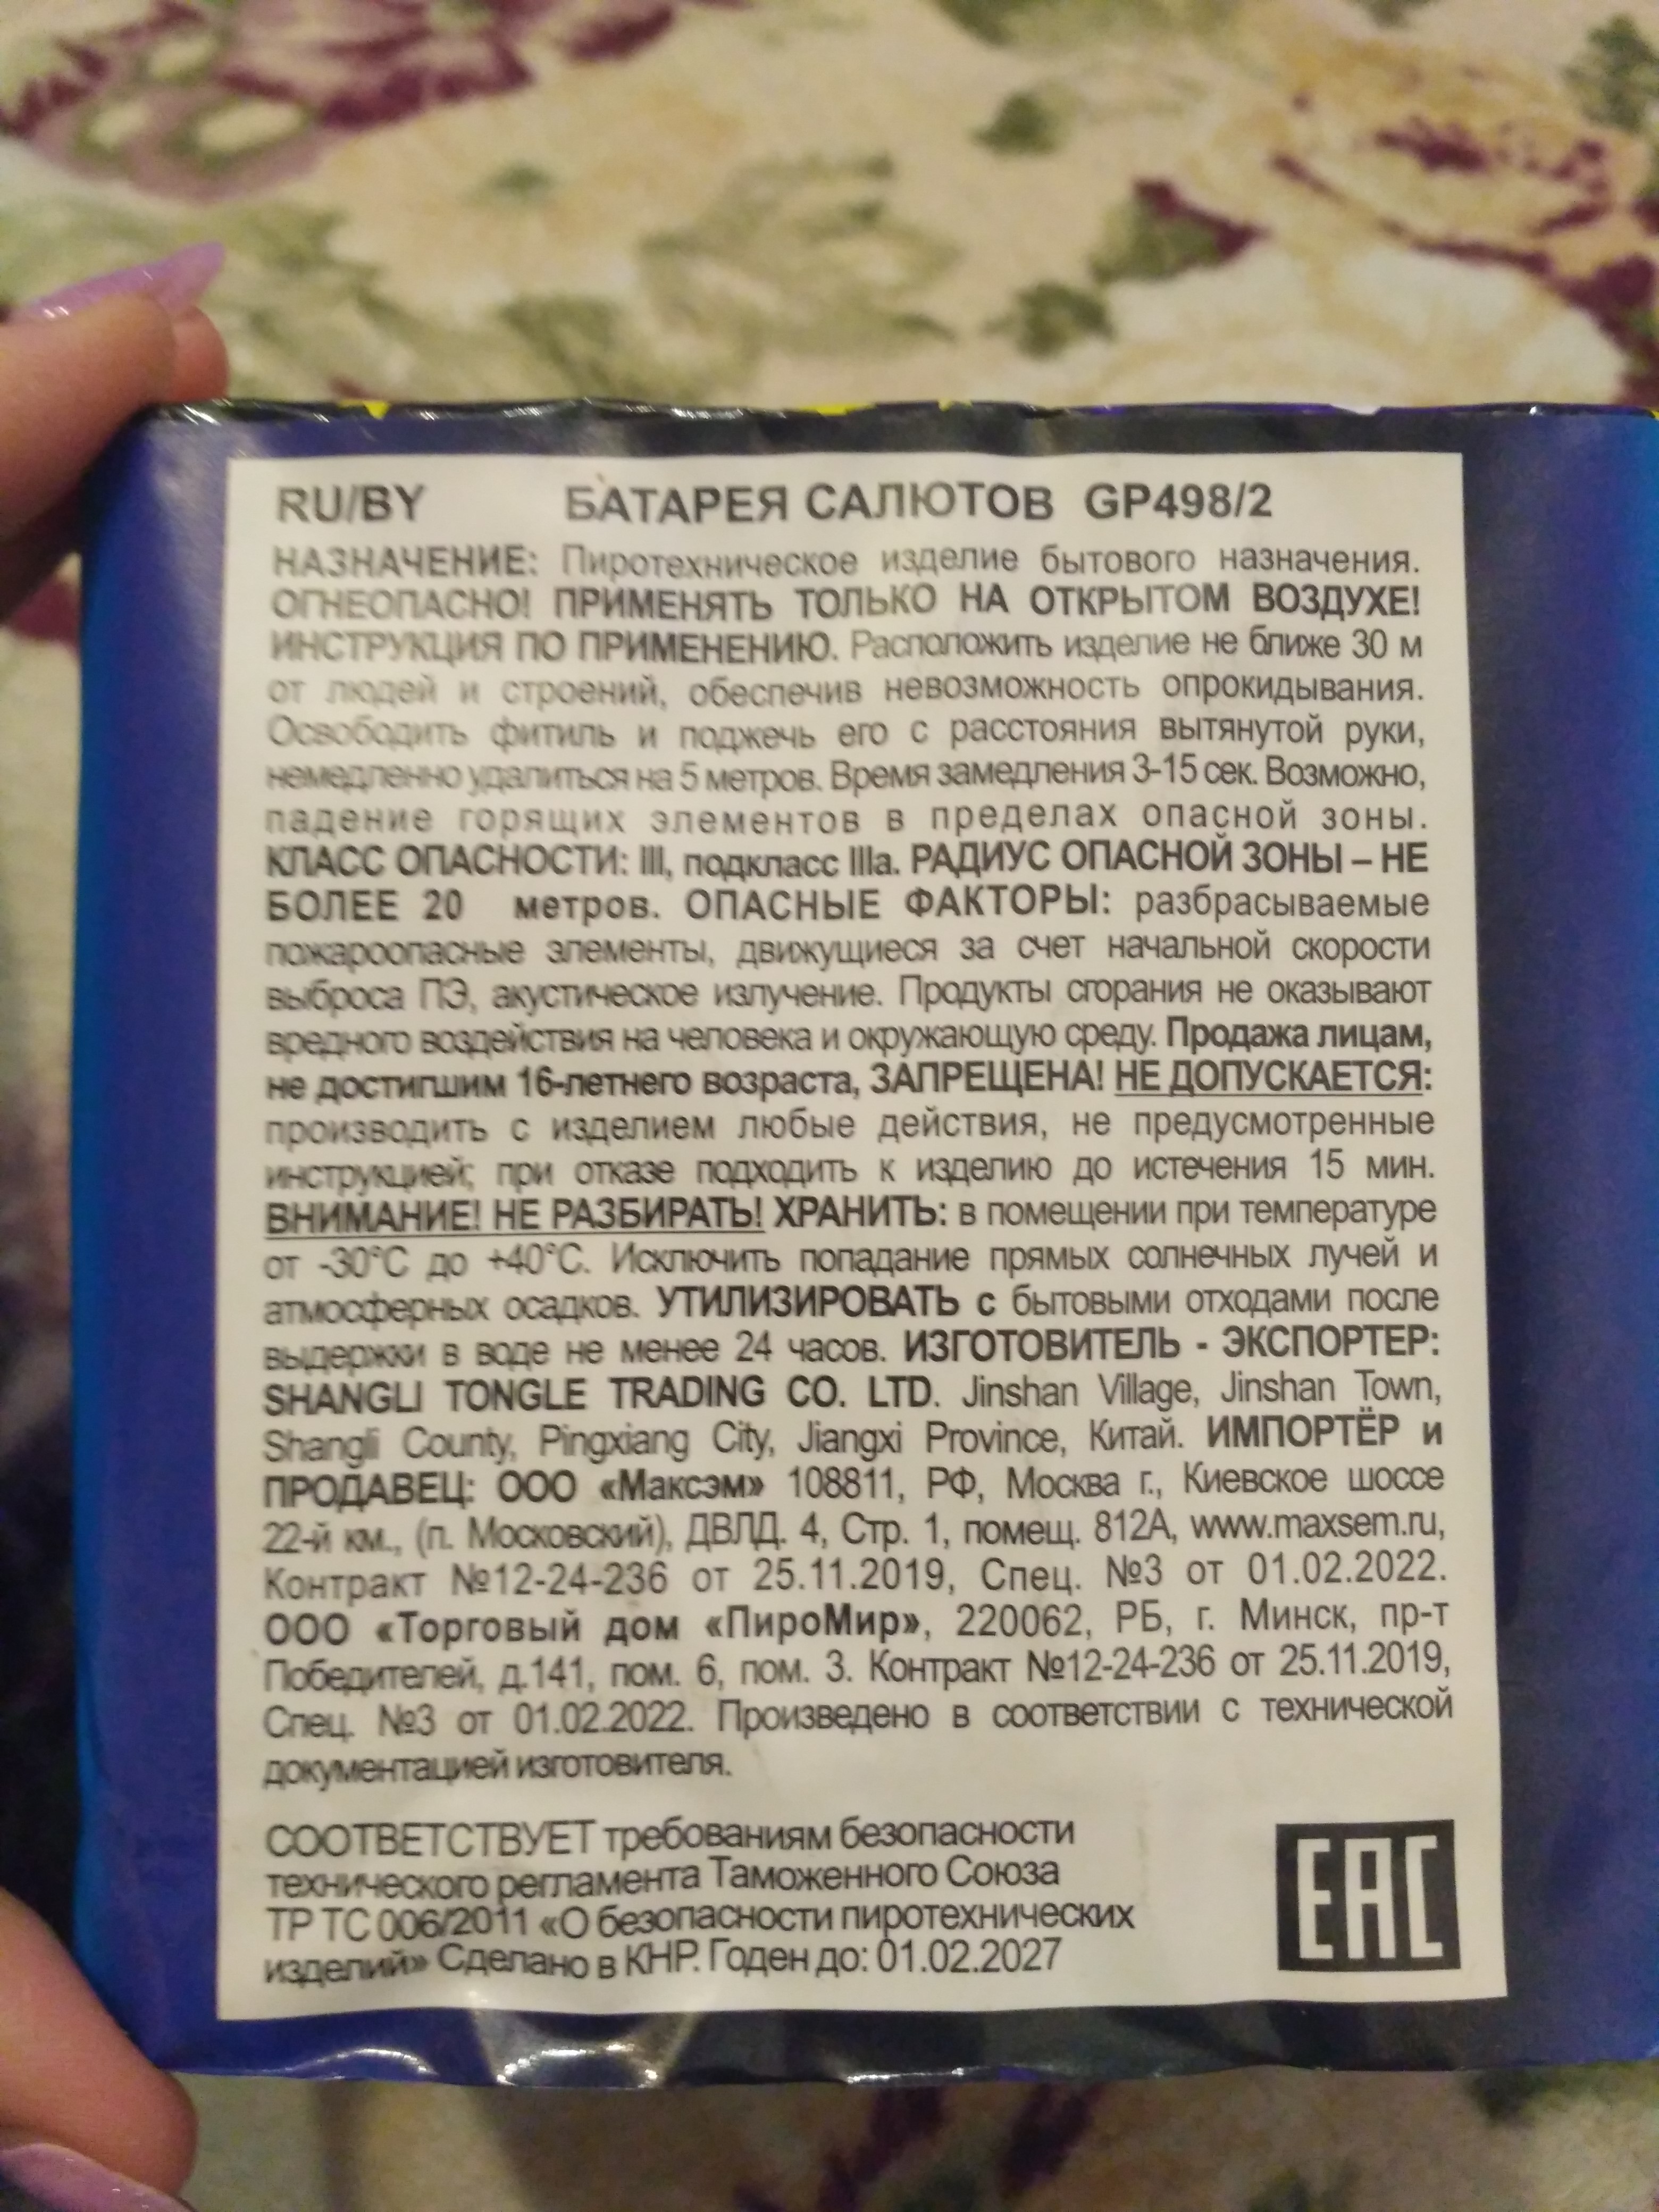 RU/BY БАТАРЕЯ САЛЮТОВ GP498/2
НАЗНАЧЕНИЕ: Пиротехническое изделие бытового назначения.
ОГНЕОПАСНО! ПРИМЕНЯТЬ ТОЛЬКО НА ОТКРЫТОМ ВОЗДУХЕ!
ИНСТРУКЦИЯ ПО ПРИМЕНЕНИЮ. Расположить изделие не ближе 30 м
от людей и строений, обеспечив невозможность опрокидывания.
Освободить фитиль и поджечь его с расстояния вытянутой руки,
немедленно удалиться на 5 метров. Время замедления 3-15 сек. Возможно,
падение горящих элементов в пределах опасной зоны.
КЛАСС ОПАСНОСТИ: III, подкласс IIIа. РАДИУС ОПАСНОЙ ЗОНЫ – НЕ
БОЛЕЕ 20 метров. ОПАСНЫЕ ФАКТОРЫ: разбрасываемые
пожароопасные элементы, движущиеся за счет начальной скорости
выброса ПЭ, акустическое излучение. Продукты сгорания не оказывают
вредного воздействия на человека и окружающую среду. Продажа лицам,
не достигшим 16-летнего возраста, ЗАПРЕЩЕНА! НЕ ДОПУСКАЕТСЯ:
производить с изделием любые действия, не предусмотренные
инструкцией; при отказе подходить к изделию до истечения 15 мин.
ВНИМАНИЕ! НЕ РАЗБИРАТЬ! ХРАНИТЬ: в помещении при температуре
от -30°С до +40°С. Исключить попадание прямых солнечных лучей и
атмосферных осадков. УТИЛИЗИРОВАТЬ с бытовыми отходами после
выдержки в воде не менее 24 часов. ИЗГОТОВИТЕЛЬ - ЭКСПОРТЕР:
SHANGLI TONGLE TRADING CO. LTD. Jinshan Village, Jinshan Town,
Shangli County, Pingxiang City, Jiangxi Province, Китай. ИМПОРТЁР и
ПРОДАВЕЦ: ООО «Максэм» 108811, РФ, Москва г., Киевское шоссе
22-й км., (п. Московский), ДВЛД. 4, Стр. 1, помещ. 812А, www.maxsem.ru,
Контракт №12-24-236 от 25.11.2019, Спец. №3 от 01.02.2022.
ООО «Торговый дом «ПироМир», 220062, РБ, г. Минск, пр-т
Победителей, д.141, пом. 6, пом. 3. Контракт №12-24-236 от 25.11.2019,
Спец. №3 от 01.02.2022. Произведено в соответствии с технической
документацией изготовителя.
СООТВЕТСТВУЕТ требованиям безопасности
технического регламента Таможенного Союза
ТР ТС 006/2011 «О безопасности пиротехнических
изделий» Сделано в КНР. Годен до: 01.02.2027
EAC